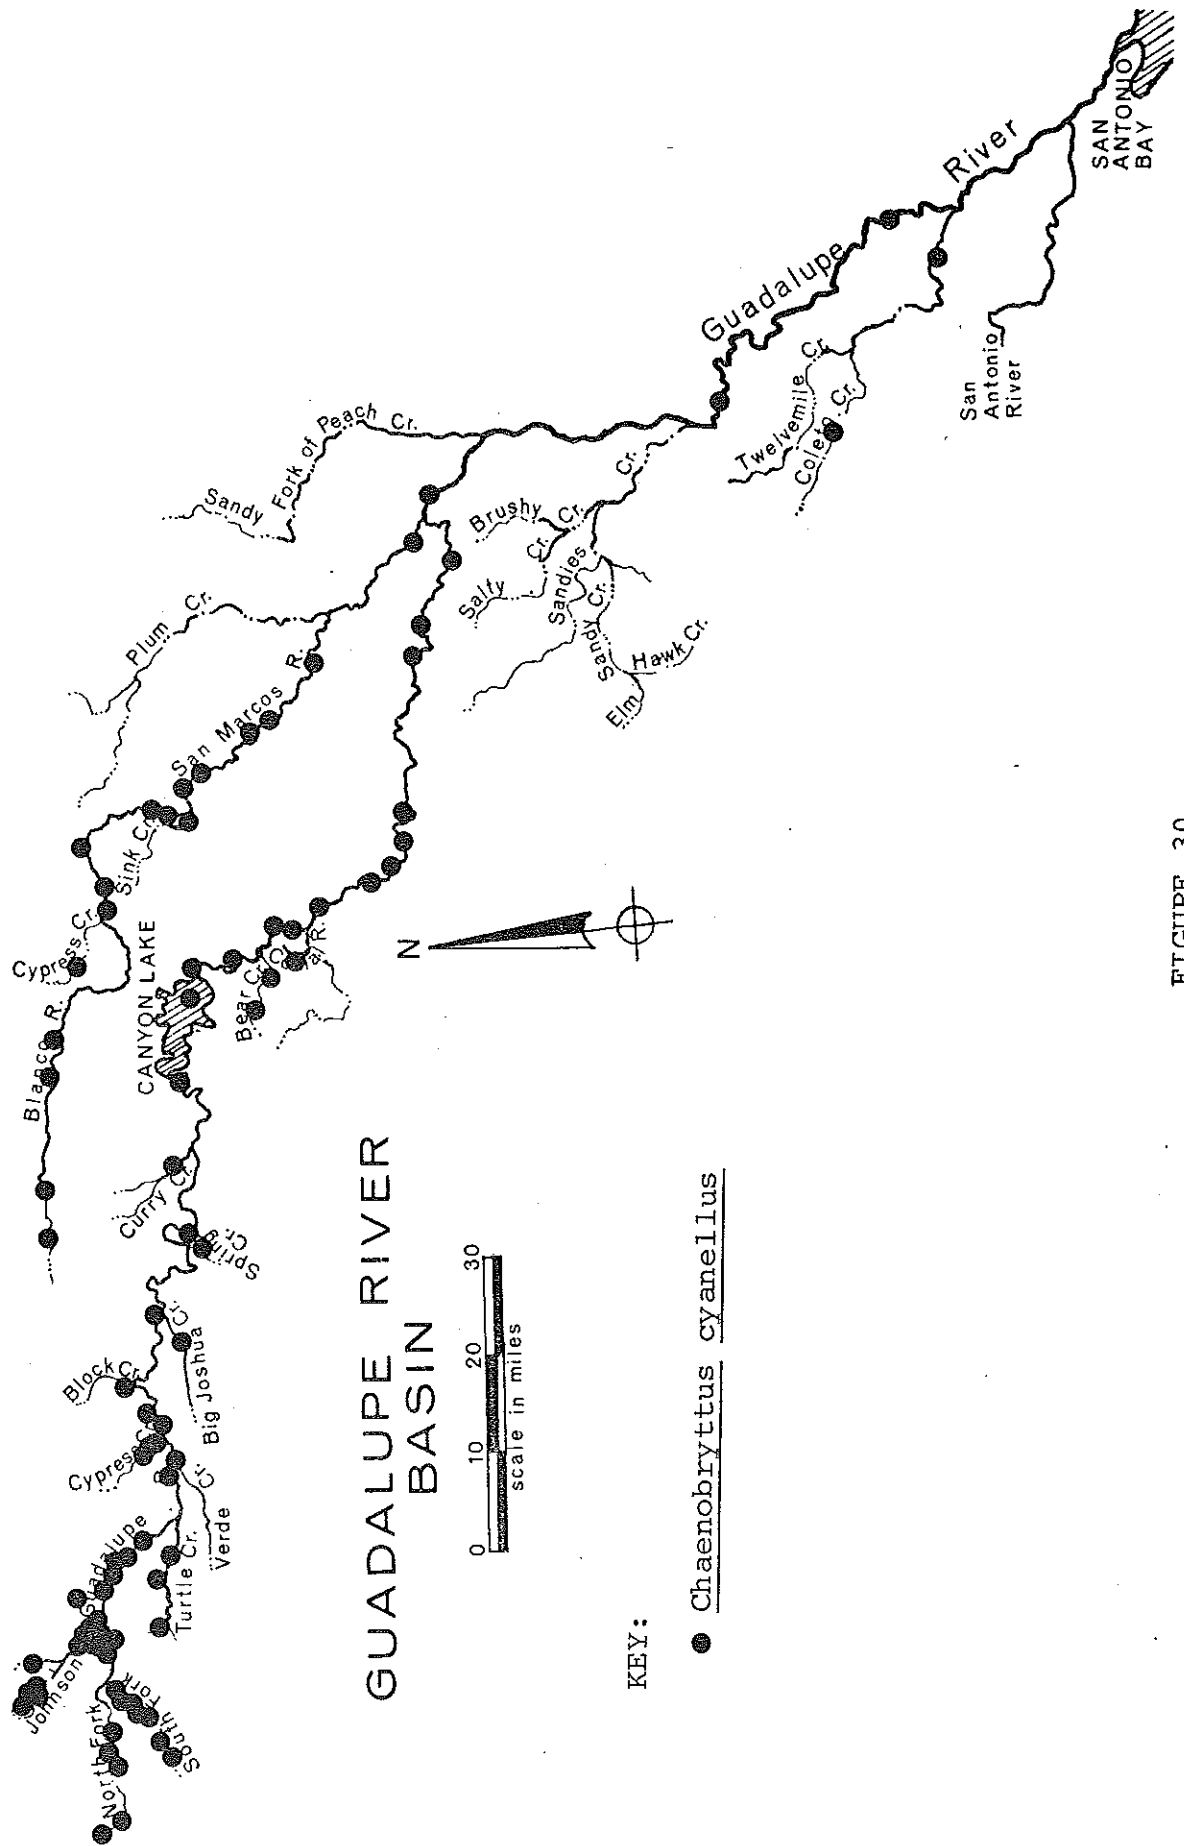 North Fork
South Fork
Johnson
Guadalupe
Turtle Cr.
Verde
Cr.
Cypress
Block Cr.
Big Joshua
Cr.
Spring
Cr.
Curry Cr.
CANYON LAKE
Blanco R.
Cypress Cr.
Bear Cr.
Sink Cr.
San Marcos R.
Plum Cr.
Sandy
Fork of Peach Cr.
Brushy
Cr.
Salty
Cr.
Sandies
Cr.
Sandy Cr.
Elm
Hawk Cr.
Twelvemile Cr.
Coleto Cr.
Guadalupe
River
San
Antonio
River
SAN
ANTONIO
BAY
N
GUADALUPE RIVER
BASIN
0 10 20 30
scale in miles
KEY:
Chaenobryttus cyanellus
FIGURE 30